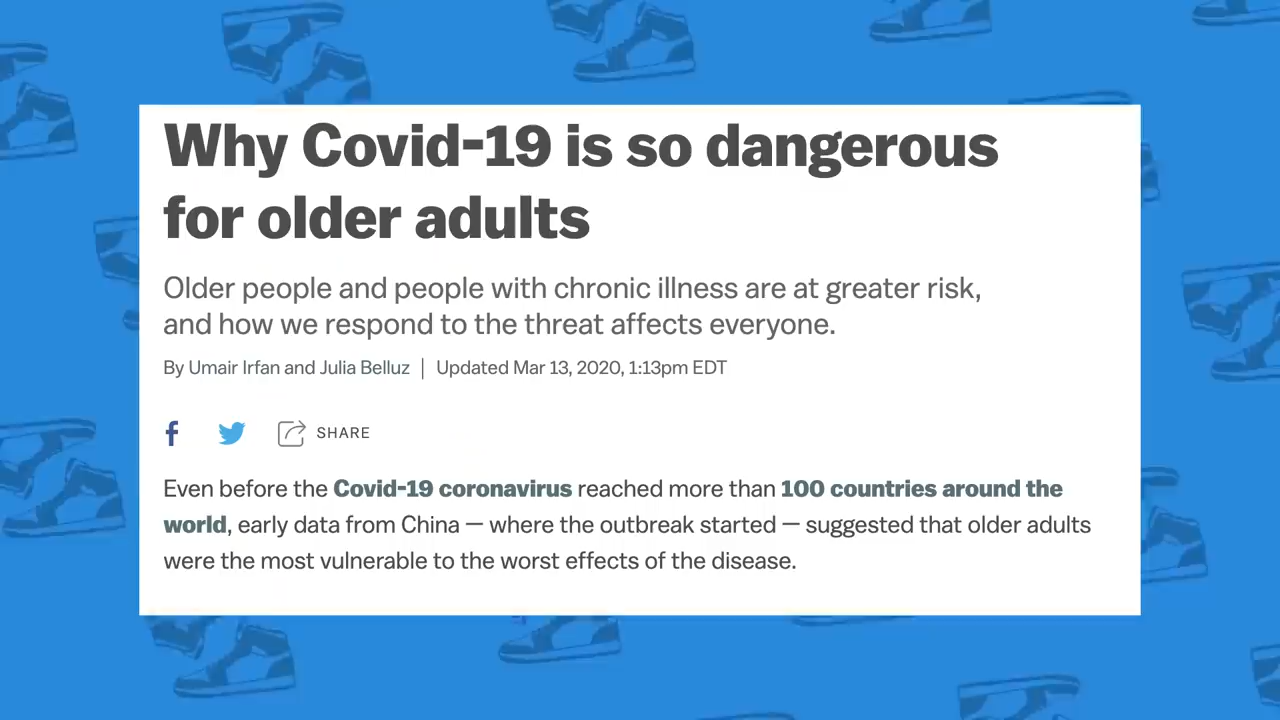 Why Covid-19 is so dangerous
for older adults
Older people and people with chronic illness are at greater risk,
and how we respond to the threat affects everyone.
By Umair Irfan and Julia Belluz | Updated Mar 13, 2020, 1:13pm EDT
SHARE
Even before the Covid-19 coronavirus reached more than 100 countries around the
world, early data from China — where the outbreak started — suggested that older adults
were the most vulnerable to the worst effects of the disease.